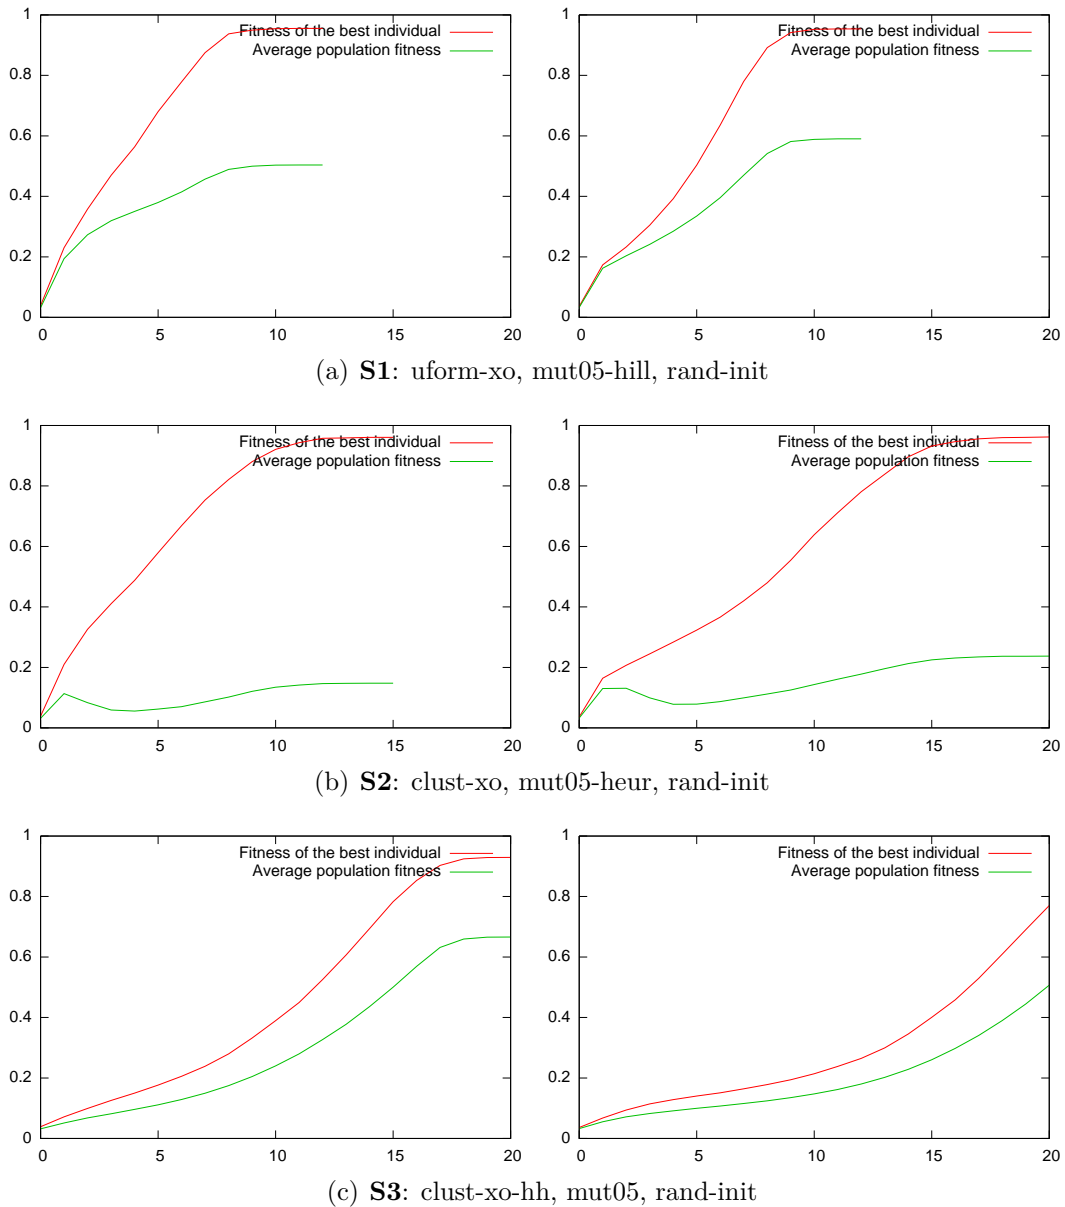 Fitness of the best individual
Average population fitness
1
0.8
0.6
0.4
0.2
0
0 5 10 15 20
Fitness of the best individual
Average population fitness
1
0.8
0.6
0.4
0.2
0
0 5 10 15 20
(a) S1: uform-xo, mut05-hill, rand-init
Fitness of the best individual
Average population fitness
1
0.8
0.6
0.4
0.2
0
0 5 10 15 20
Fitness of the best individual
Average population fitness
1
0.8
0.6
0.4
0.2
0
0 5 10 15 20
(b) S2: clust-xo, mut05-heur, rand-init
Fitness of the best individual
Average population fitness
1
0.8
0.6
0.4
0.2
0
0 5 10 15 20
Fitness of the best individual
Average population fitness
1
0.8
0.6
0.4
0.2
0
0 5 10 15 20
(c) S3: clust-xo-hh, mut05, rand-init